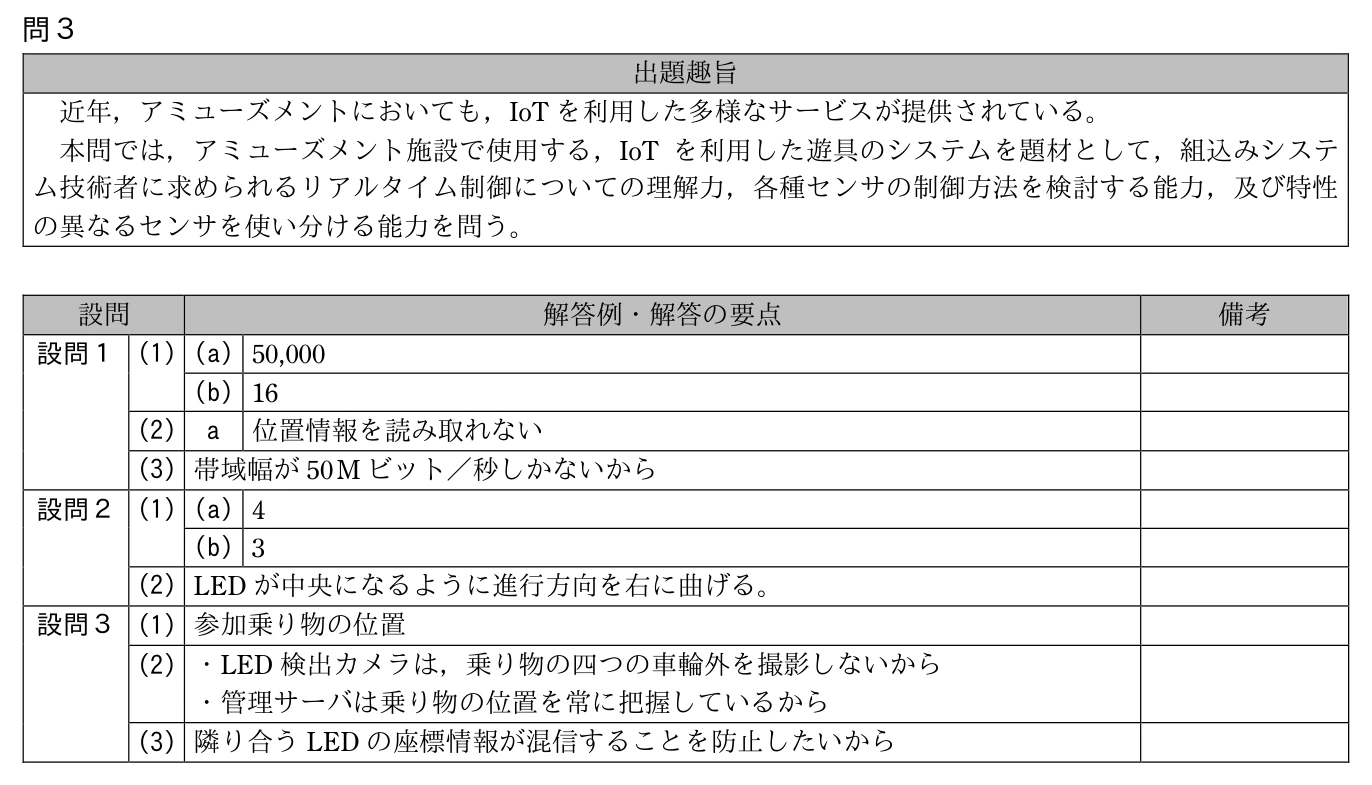 問3
出題趣旨
近年，アミューズメントにおいても，IoT を利用した多様なサービスが提供されている。
本問では，アミューズメント施設で使用する，IoT を利用した遊具のシステムを題材として，組込みシステ
ム技術者に求められるリアルタイム制御についての理解力，各種センサの制御方法を検討する能力，及び特性
の異なるセンサを使い分ける能力を問う。
設問 解答例・解答の要点 備考
設問1 (1) (a) 50,000
(b) 16
(2) a 位置情報を読み取れない
(3) 帯域幅が 50M ビット／秒しかないから
設問2 (1) (a) 4
(b) 3
(2) LED が中央になるように進行方向を右に曲げる。
設問3 (1) 参加乗り物の位置
(2) ・LED 検出カメラは，乗り物の四つの車輪外を撮影しないから
・管理サーバは乗り物の位置を常に把握しているから
(3) 隣り合う LED の座標情報が混信することを防止したいから